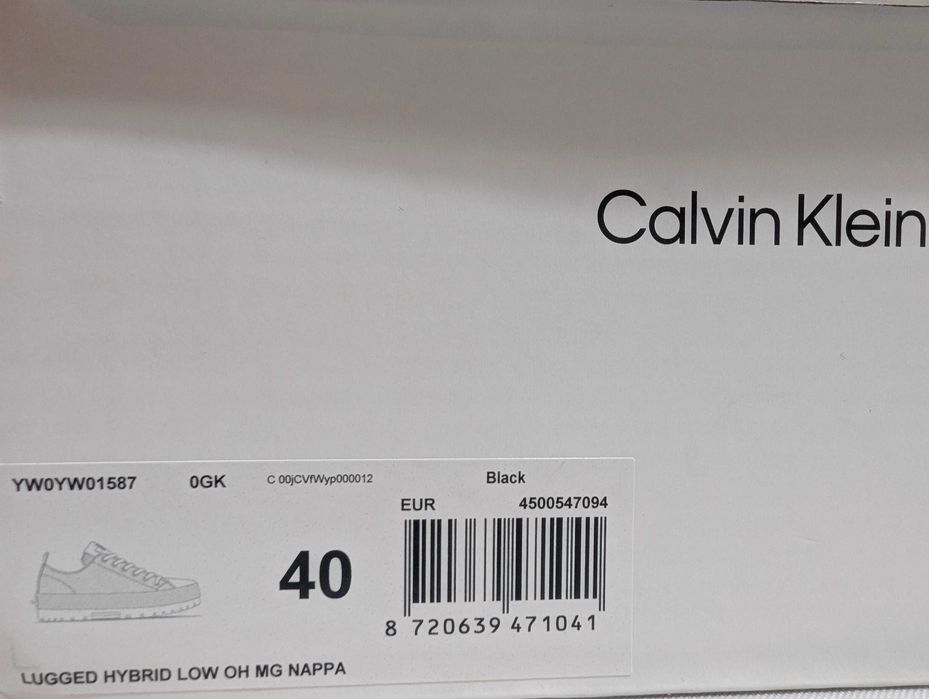 Calvin Klein
YW0YW01587 0GK C 00jCVfWyp000012 Black
EUR 4500547094
40
8 720639 471041
LUGGED HYBRID LOW OH MG NAPPA